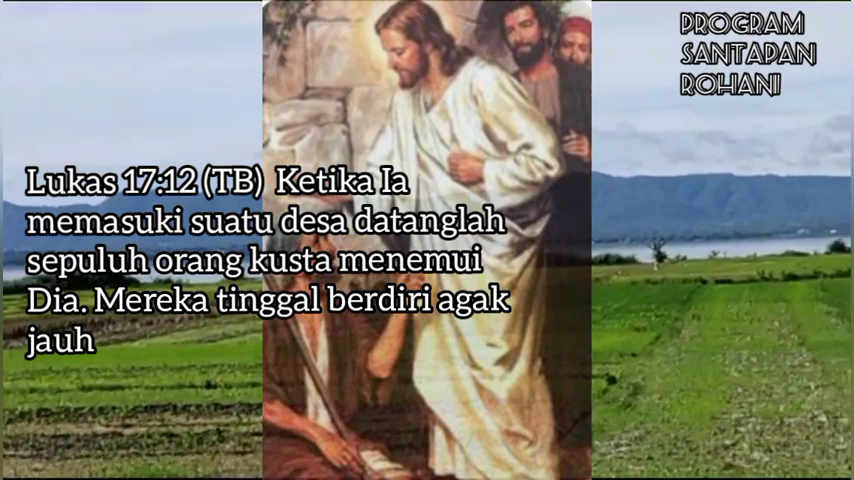 PROGRAM
SANTAPAN
ROHANI
Lukas 17:12 (TB)  Ketika Ia
memasuki suatu desa datanglah
sepuluh orang kusta menemui
Dia. Mereka tinggal berdiri agak
jauh